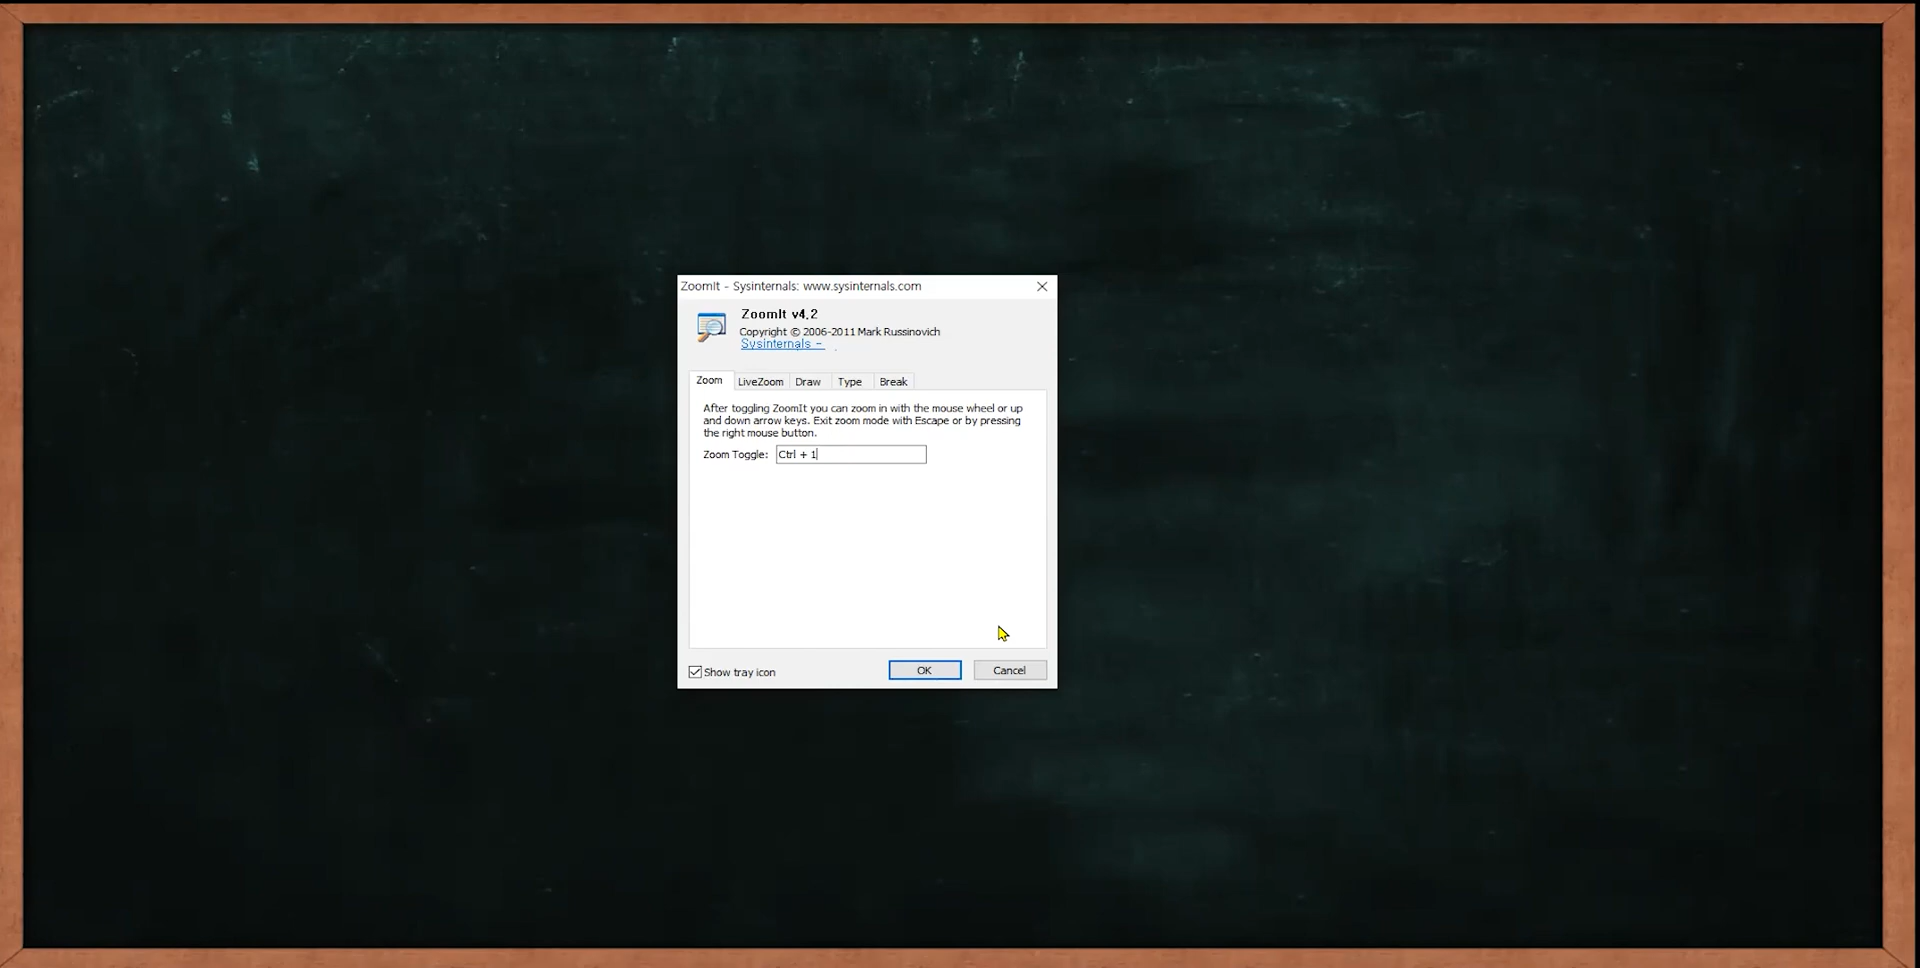 ZoomIt - Sysinternals: www.sysinternals.com
ZoomIt v4.2
Copyright © 2006-2011 Mark Russinovich
Sysinternals -
Zoom LiveZoom Draw Type Break
After toggling ZoomIt you can zoom in with the mouse wheel or up
and down arrow keys. Exit zoom mode with Escape or by pressing
the right mouse button.
Zoom Toggle: Ctrl + 1
Show tray icon OK Cancel